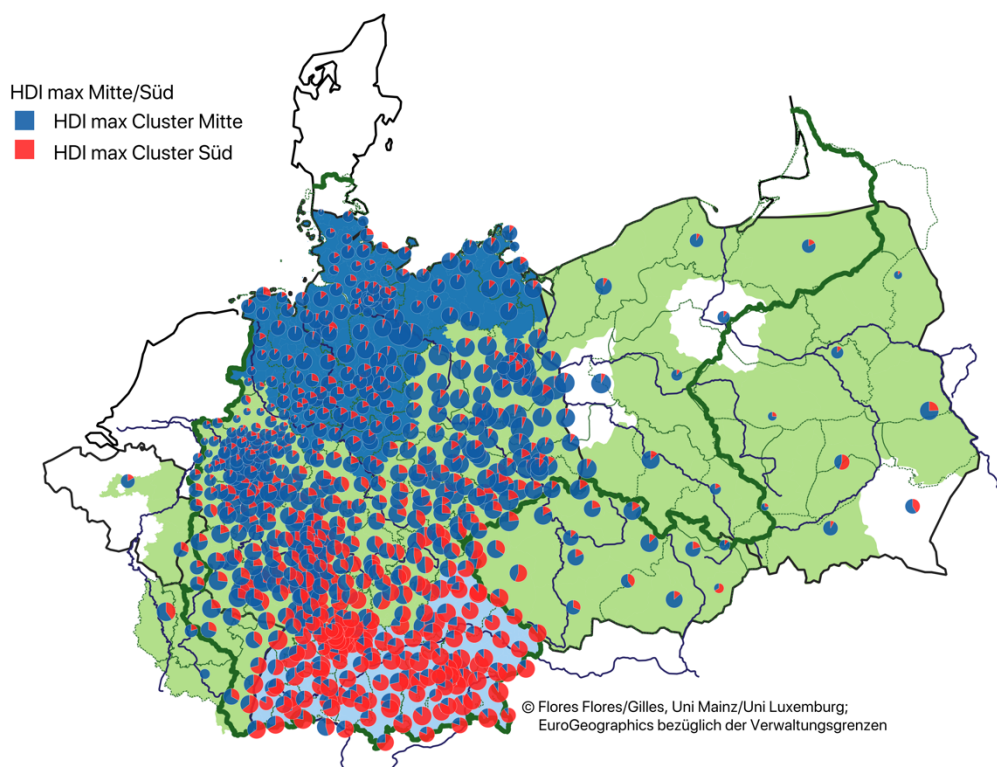 HDI max Mitte/Süd
HDI max Cluster Mitte
HDI max Cluster Süd
© Flores Flores/Gilles, Uni Mainz/Uni Luxemburg;
EuroGeographics bezüglich der Verwaltungsgrenzen